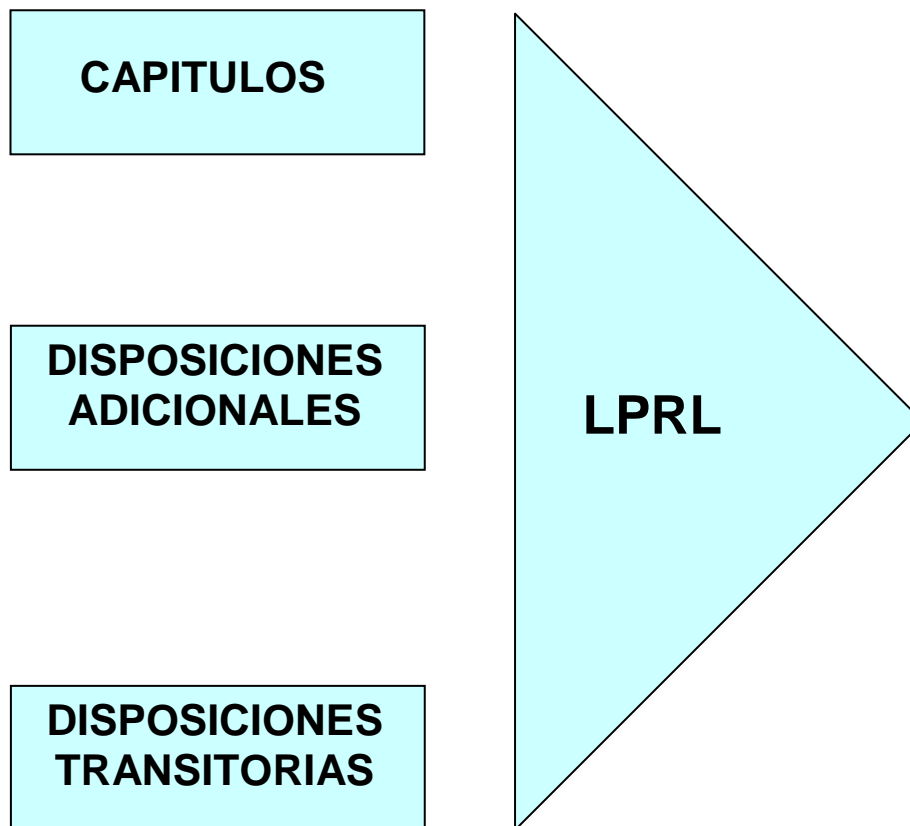 CAPITULOS
DISPOSICIONES
ADICIONALES
LPRL
DISPOSICIONES
TRANSITORIAS